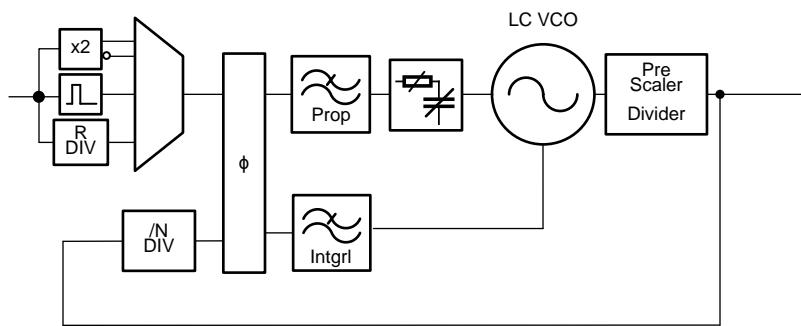 LC VCO
x2
R
DIV
ϕ
Prop
Pre
Scaler
Divider
/N
DIV
Intgrl